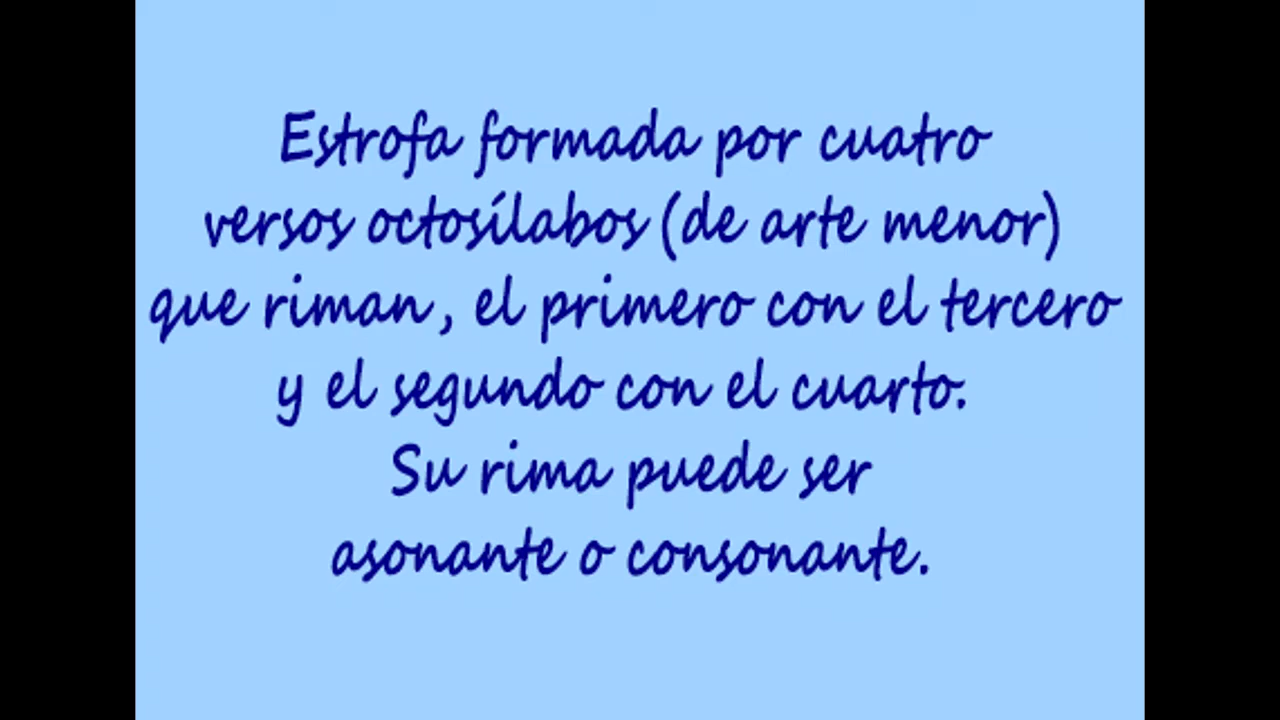 Estrofa formada por cuatro
versos octosílabos (de arte menor)
que riman, el primero con el tercero
y el segundo con el cuarto.
Su rima puede ser
asonante o consonante.